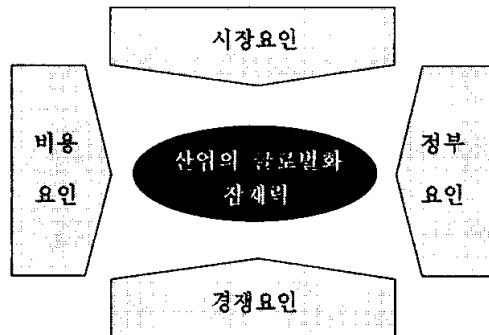 시장요인
비용
요인
산업의 글로벌화
잠재력
정부
요인
경쟁요인